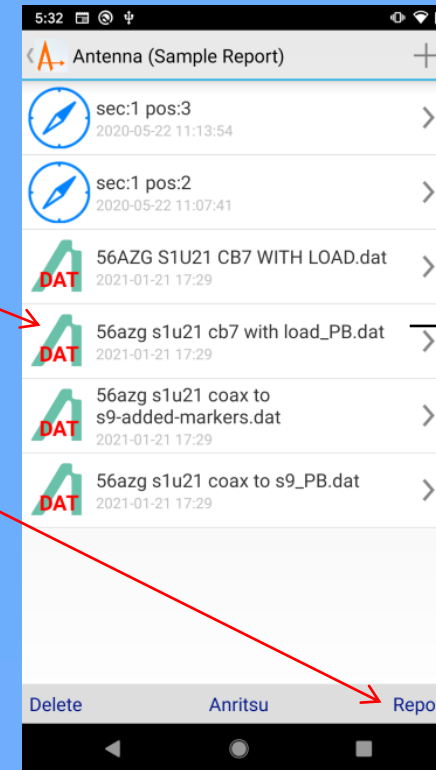 5:32
Antenna (Sample Report)
sec:1 pos:3
2020-05-22 11:13:54
sec:1 pos:2
2020-05-22 11:07:41
DAT
56AZG S1U21 CB7 WITH LOAD.dat
2021-01-21 17:29
DAT
56azg s1u21 cb7 with load_PB.dat
2021-01-21 17:29
DAT
56azg s1u21 coax to
s9-added-markers.dat
2021-01-21 17:29
DAT
56azg s1u21 coax to s9_PB.dat
2021-01-21 17:29
Delete Anritsu Repo